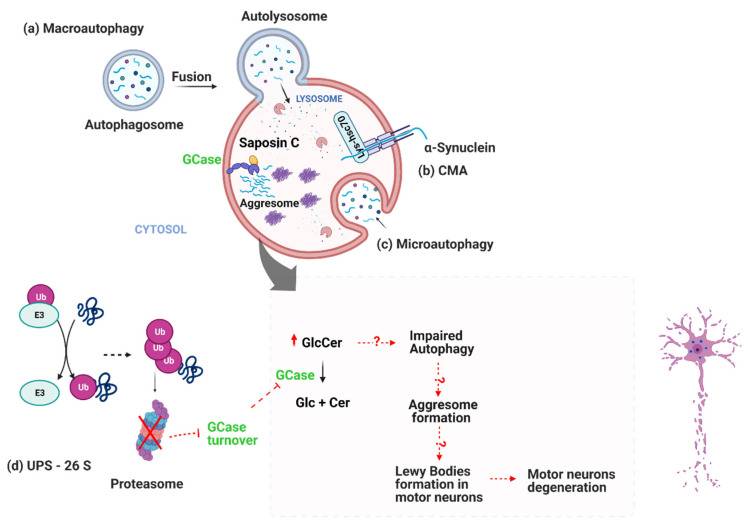 Autolysosome
(a) Macroautophagy
Fusion
Autophagosome
LYSOSOME
Saposin C
Lys-hsc70
α-Synuclein
GCase
(b) CMA
Aggresome
CYTOSOL
(c) Microautophagy
Ub
E3
E3
Ub
Ub
Ub
Ub
GlcCer
?
Impaired
Autophagy
GCase
?
Glc + Cer
Aggresome
formation
GCase
turnover
?
(d) UPS - 26 S
Proteasome
Lewy Bodies
formation in
motor neurons
Motor neurons
degeneration